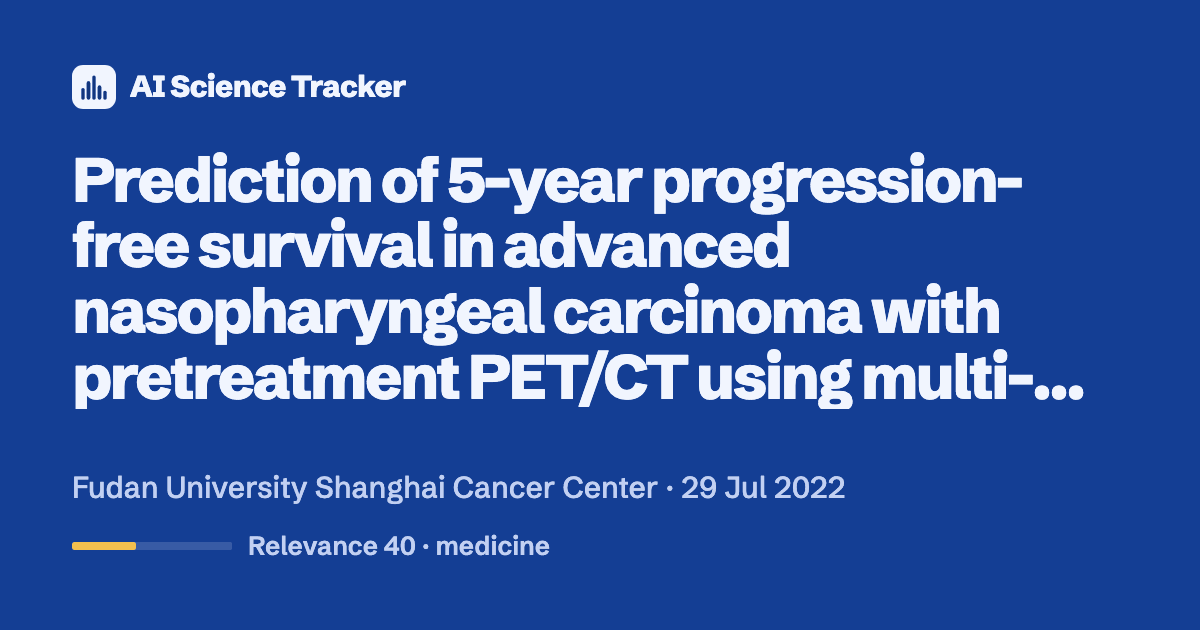 AI Science Tracker
Prediction of 5-year progression-
free survival in advanced
nasopharyngeal carcinoma with
pretreatment PET/CT using multi-...
Fudan University Shanghai Cancer Center · 29 Jul 2022
Relevance 40 · medicine